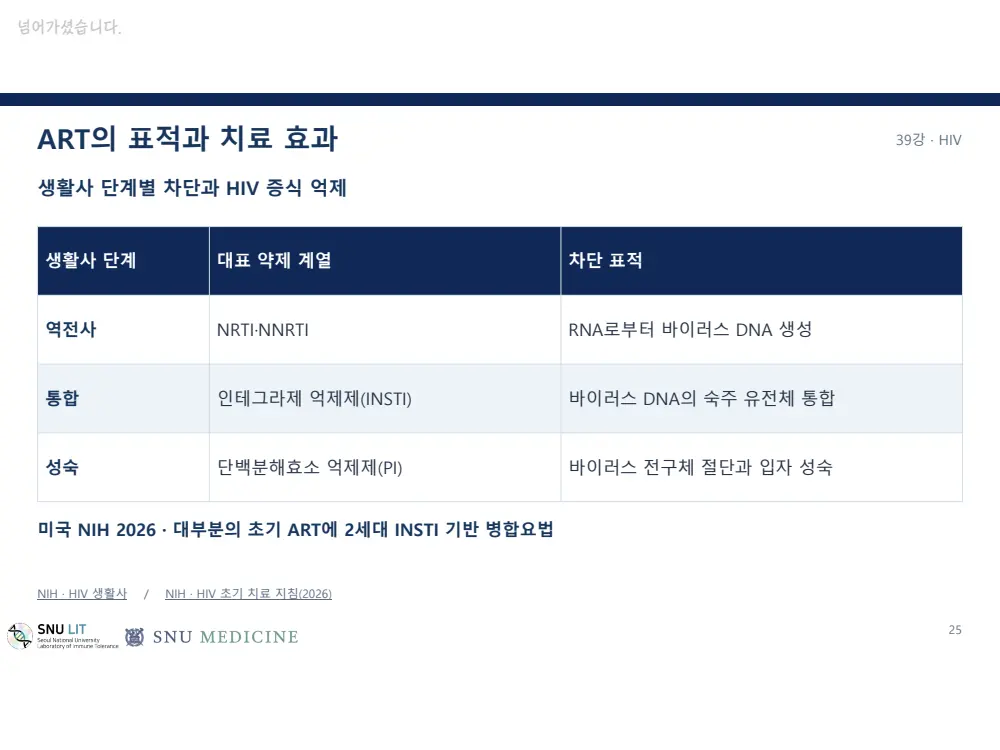 넘어가셨습니다.
ART의 표적과 치료 효과
39강 · HIV
생활사 단계별 차단과 HIV 증식 억제
생활사 단계 대표 약제 계열 차단 표적
역전사 NRTI·NNRTI RNA로부터 바이러스 DNA 생성
통합 인테그라제 억제제(INSTI) 바이러스 DNA의 숙주 유전체 통합
성숙 단백분해효소 억제제(PI) 바이러스 전구체 절단과 입자 성숙
미국 NIH 2026 · 대부분의 초기 ART에 2세대 INSTI 기반 병합요법
NIH · HIV 생활사 / NIH · HIV 초기 치료 지침(2026)
SNU LIT
Seoul National University
Laboratory of Immune Tolerance
SNU MEDICINE
25